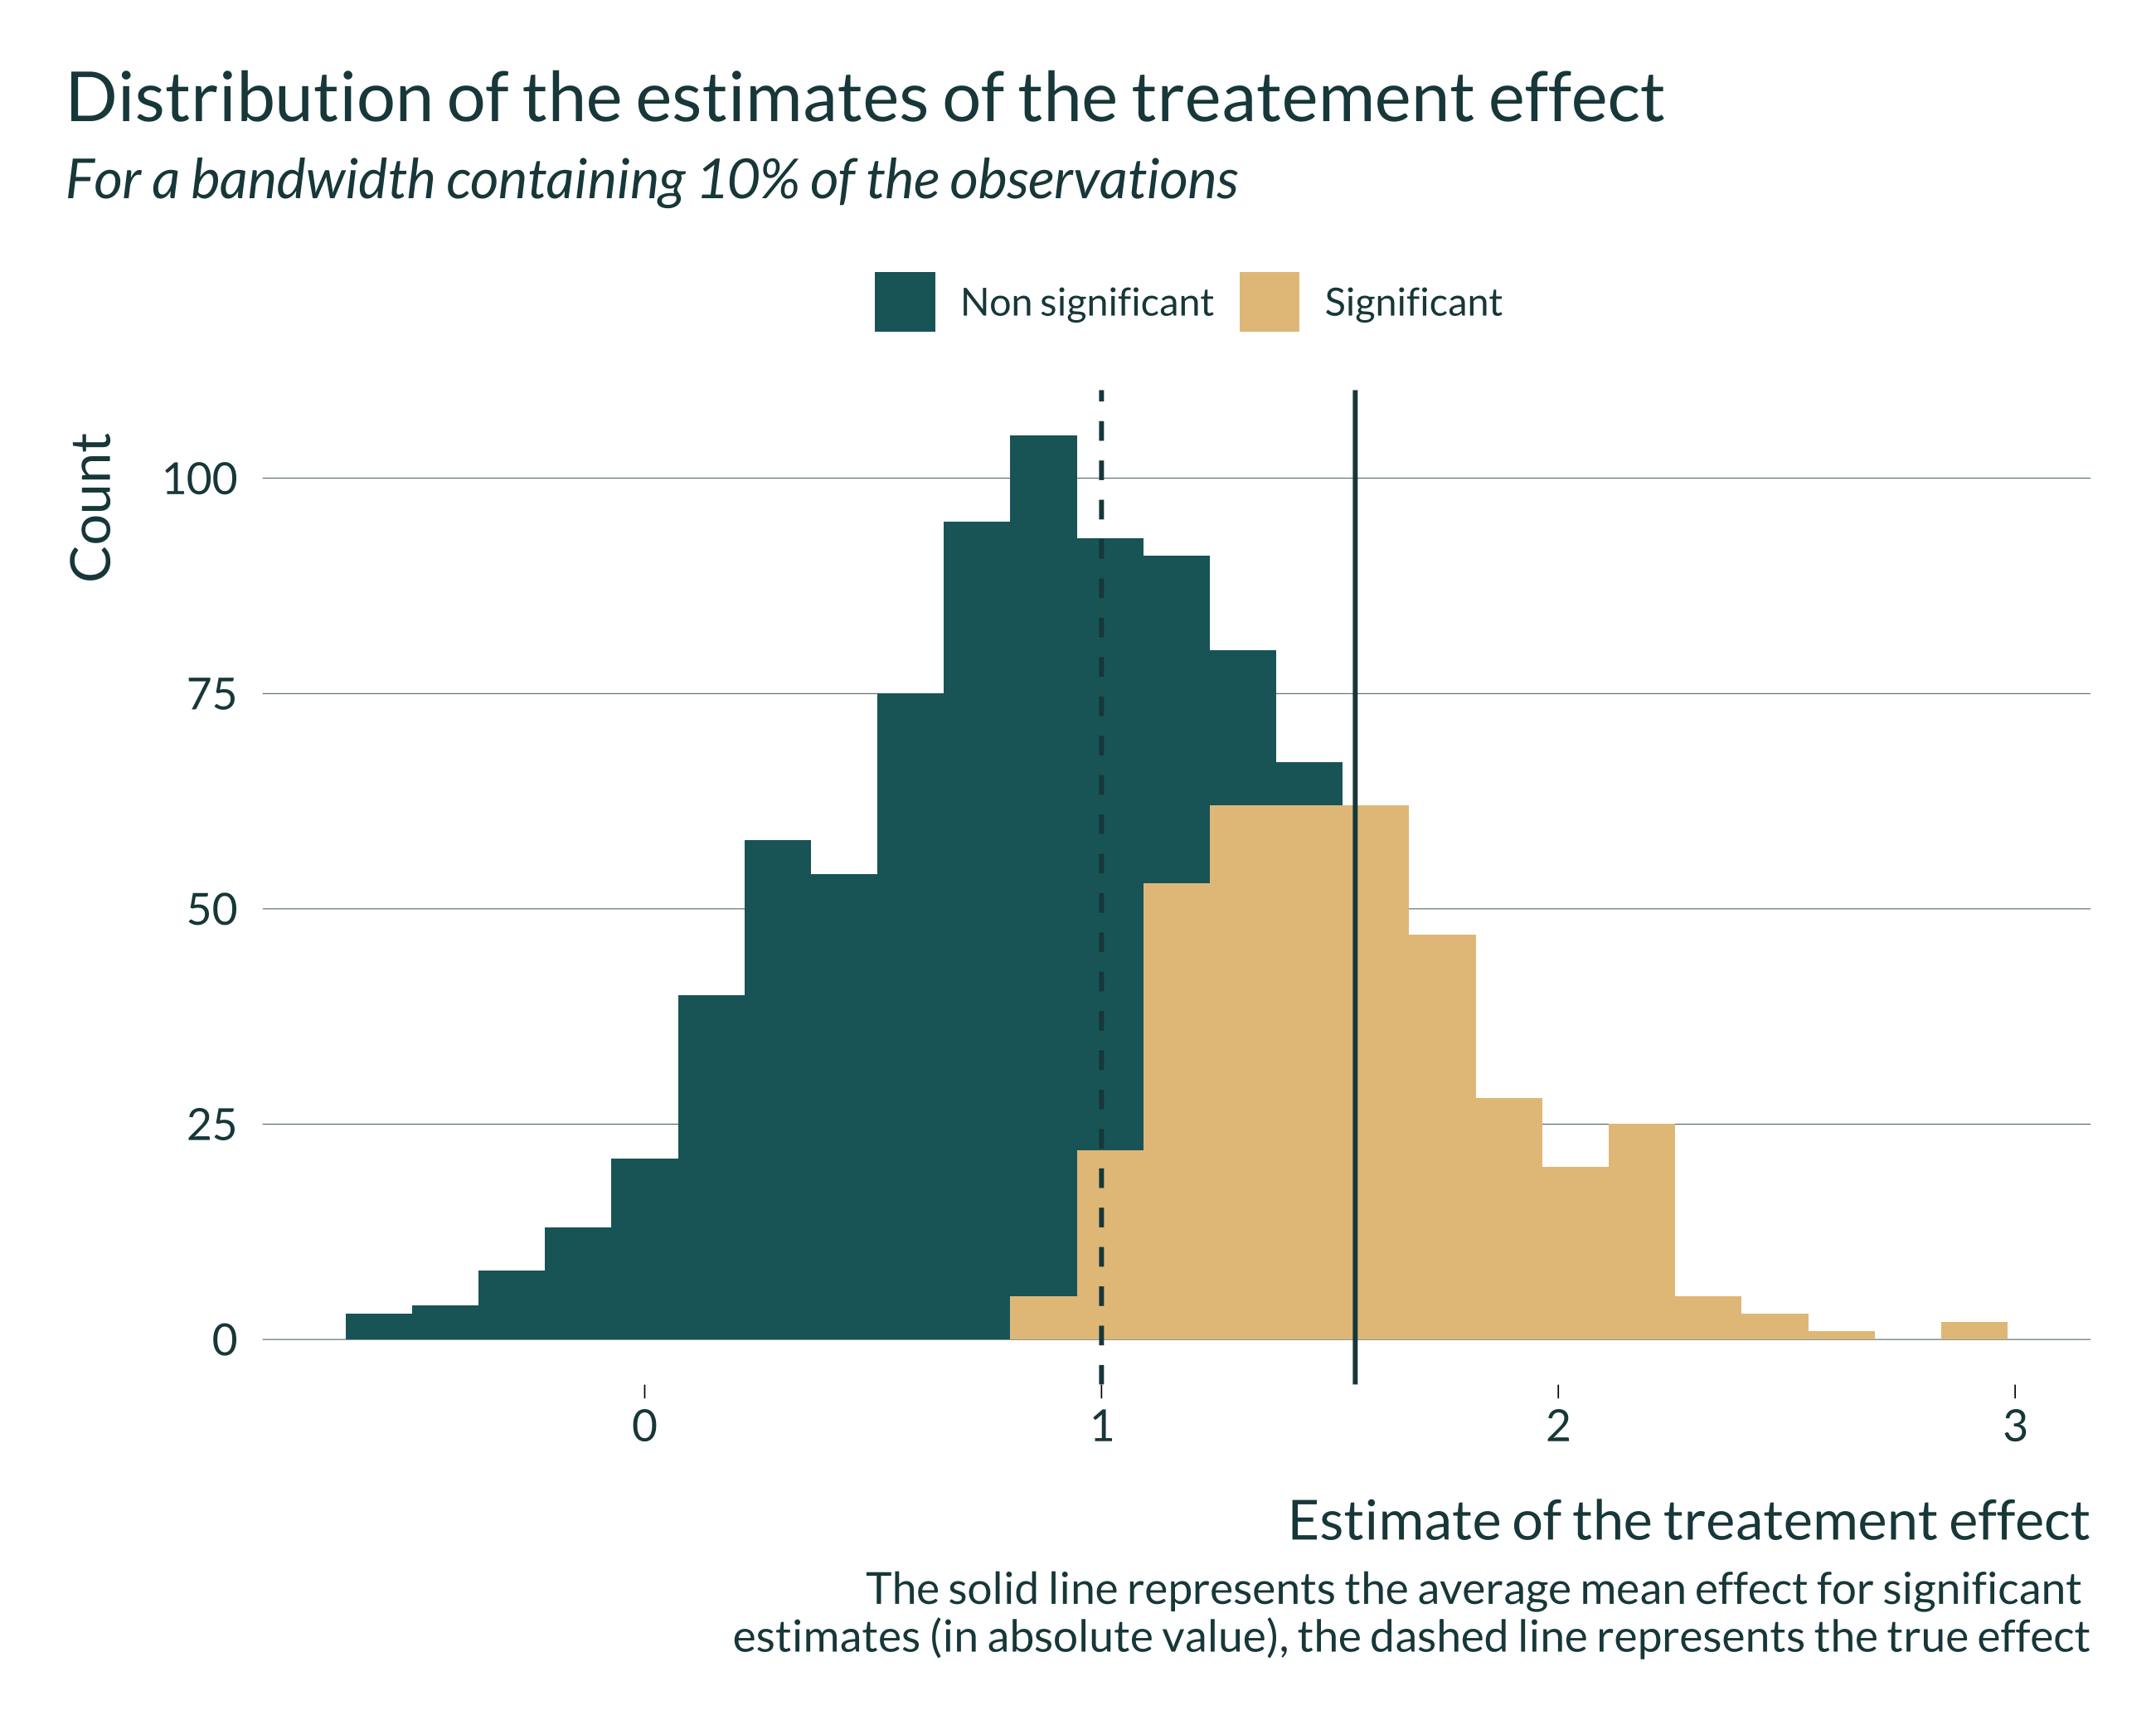 Distribution of the estimates of the treatement effect
For a bandwidth containing 10% of the observations
Non significant
Significant
Count
100
75
50
25
0
0
1
2
3
Estimate of the treatement effect
The solid line represents the average mean effect for significant
estimates (in absolute value), the dashed line represents the true effect